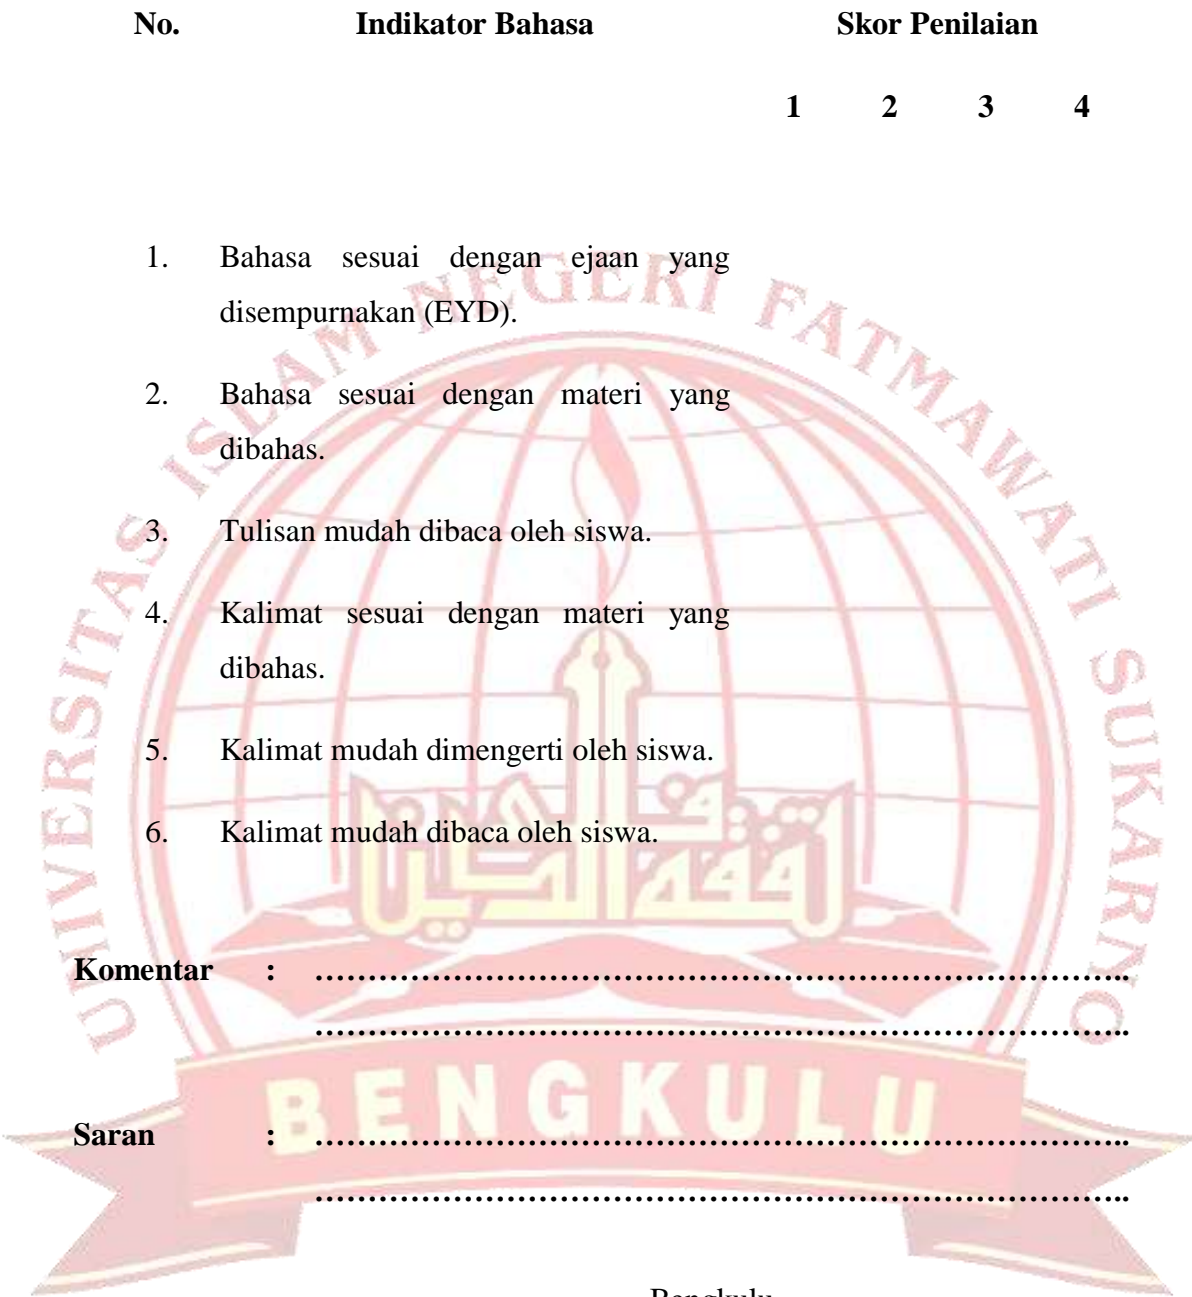 No. Indikator Bahasa Skor Penilaian
1 2 3 4
1. Bahasa sesuai dengan ejaan yang
disempurnakan (EYD).
2. Bahasa sesuai dengan materi yang
dibahas.
3. Tulisan mudah dibaca oleh siswa.
4. Kalimat sesuai dengan materi yang
dibahas.
5. Kalimat mudah dimengerti oleh siswa.
6. Kalimat mudah dibaca oleh siswa.
Komentar : ………………………………………………………………..
………………………………………………………………..
Saran : ………………………………………………………………..
………………………………………………………………..
Bengkulu
UNIVERSITAS ISLAM NEGERI FATMAWATI SUKARNO
BENGKULU